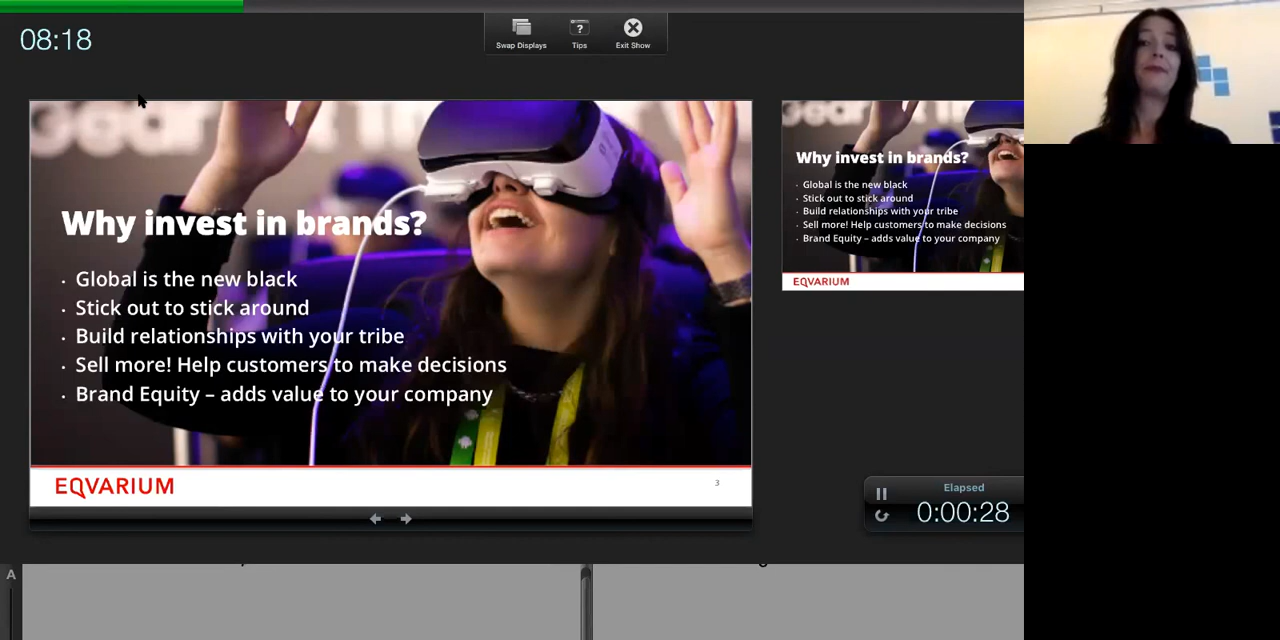 08:18
Swap Displays
Tips
Exit Show
Gear
Why invest in brands?
· Global is the new black
· Stick out to stick around
· Build relationships with your tribe
· Sell more! Help customers to make decisions
· Brand Equity – adds value to your company
EQVARIUM
3
Why invest in brands?
· Global is the new black
· Stick out to stick around
· Build relationships with your tribe
· Sell more! Help customers to make decisions
· Brand Equity – adds value to your company
EQVARIUM
Elapsed
0:00:28
A